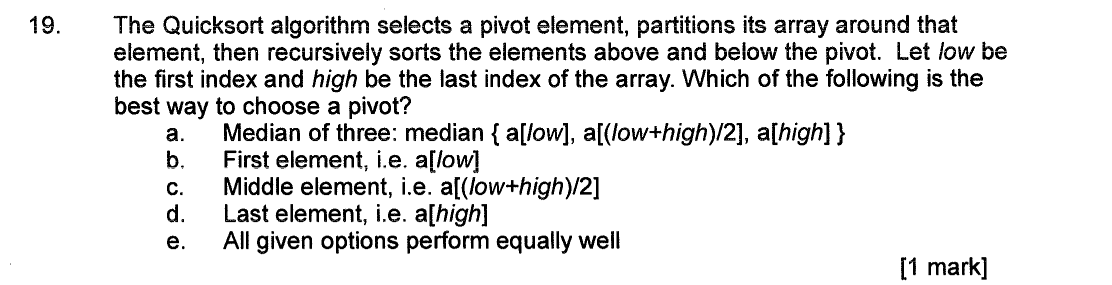 19. The Quicksort algorithm selects a pivot element, partitions its array around that
element, then recursively sorts the elements above and below the pivot. Let low be
the first index and high be the last index of the array. Which of the following is the
best way to choose a pivot?
a. Median of three: median { a[low], a[(low+high)/2], a[high] }
b. First element, i.e. a[low]
c. Middle element, i.e. a[(low+high)/2]
d. Last element, i.e. a[high]
e. All given options perform equally well
[1 mark]